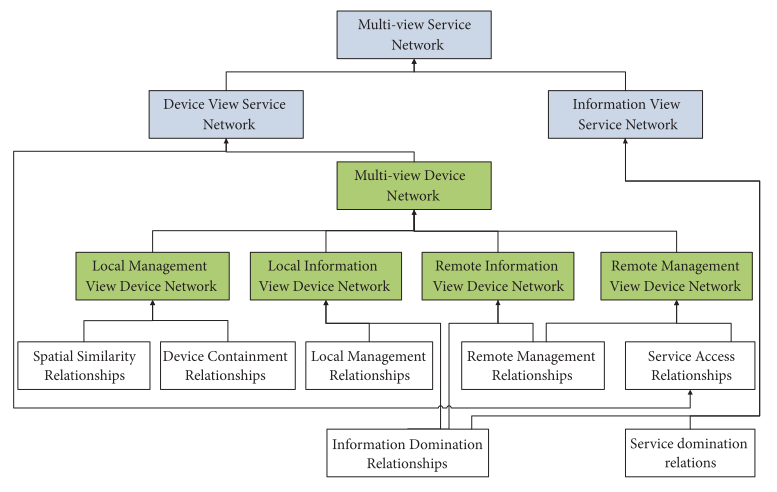 Multi-view Service
Network
Device View Service
Network
Information View
Service Network
Multi-view Device
Network
Local Management
View Device Network
Local Information
View Device Network
Remote Information
View Device Network
Remote Management
View Device Network
Spatial Similarity
Relationships
Device Containment
Relationships
Local Management
Relationships
Remote Management
Relationships
Service Access
Relationships
Information Domination
Relationships
Service domination
relations